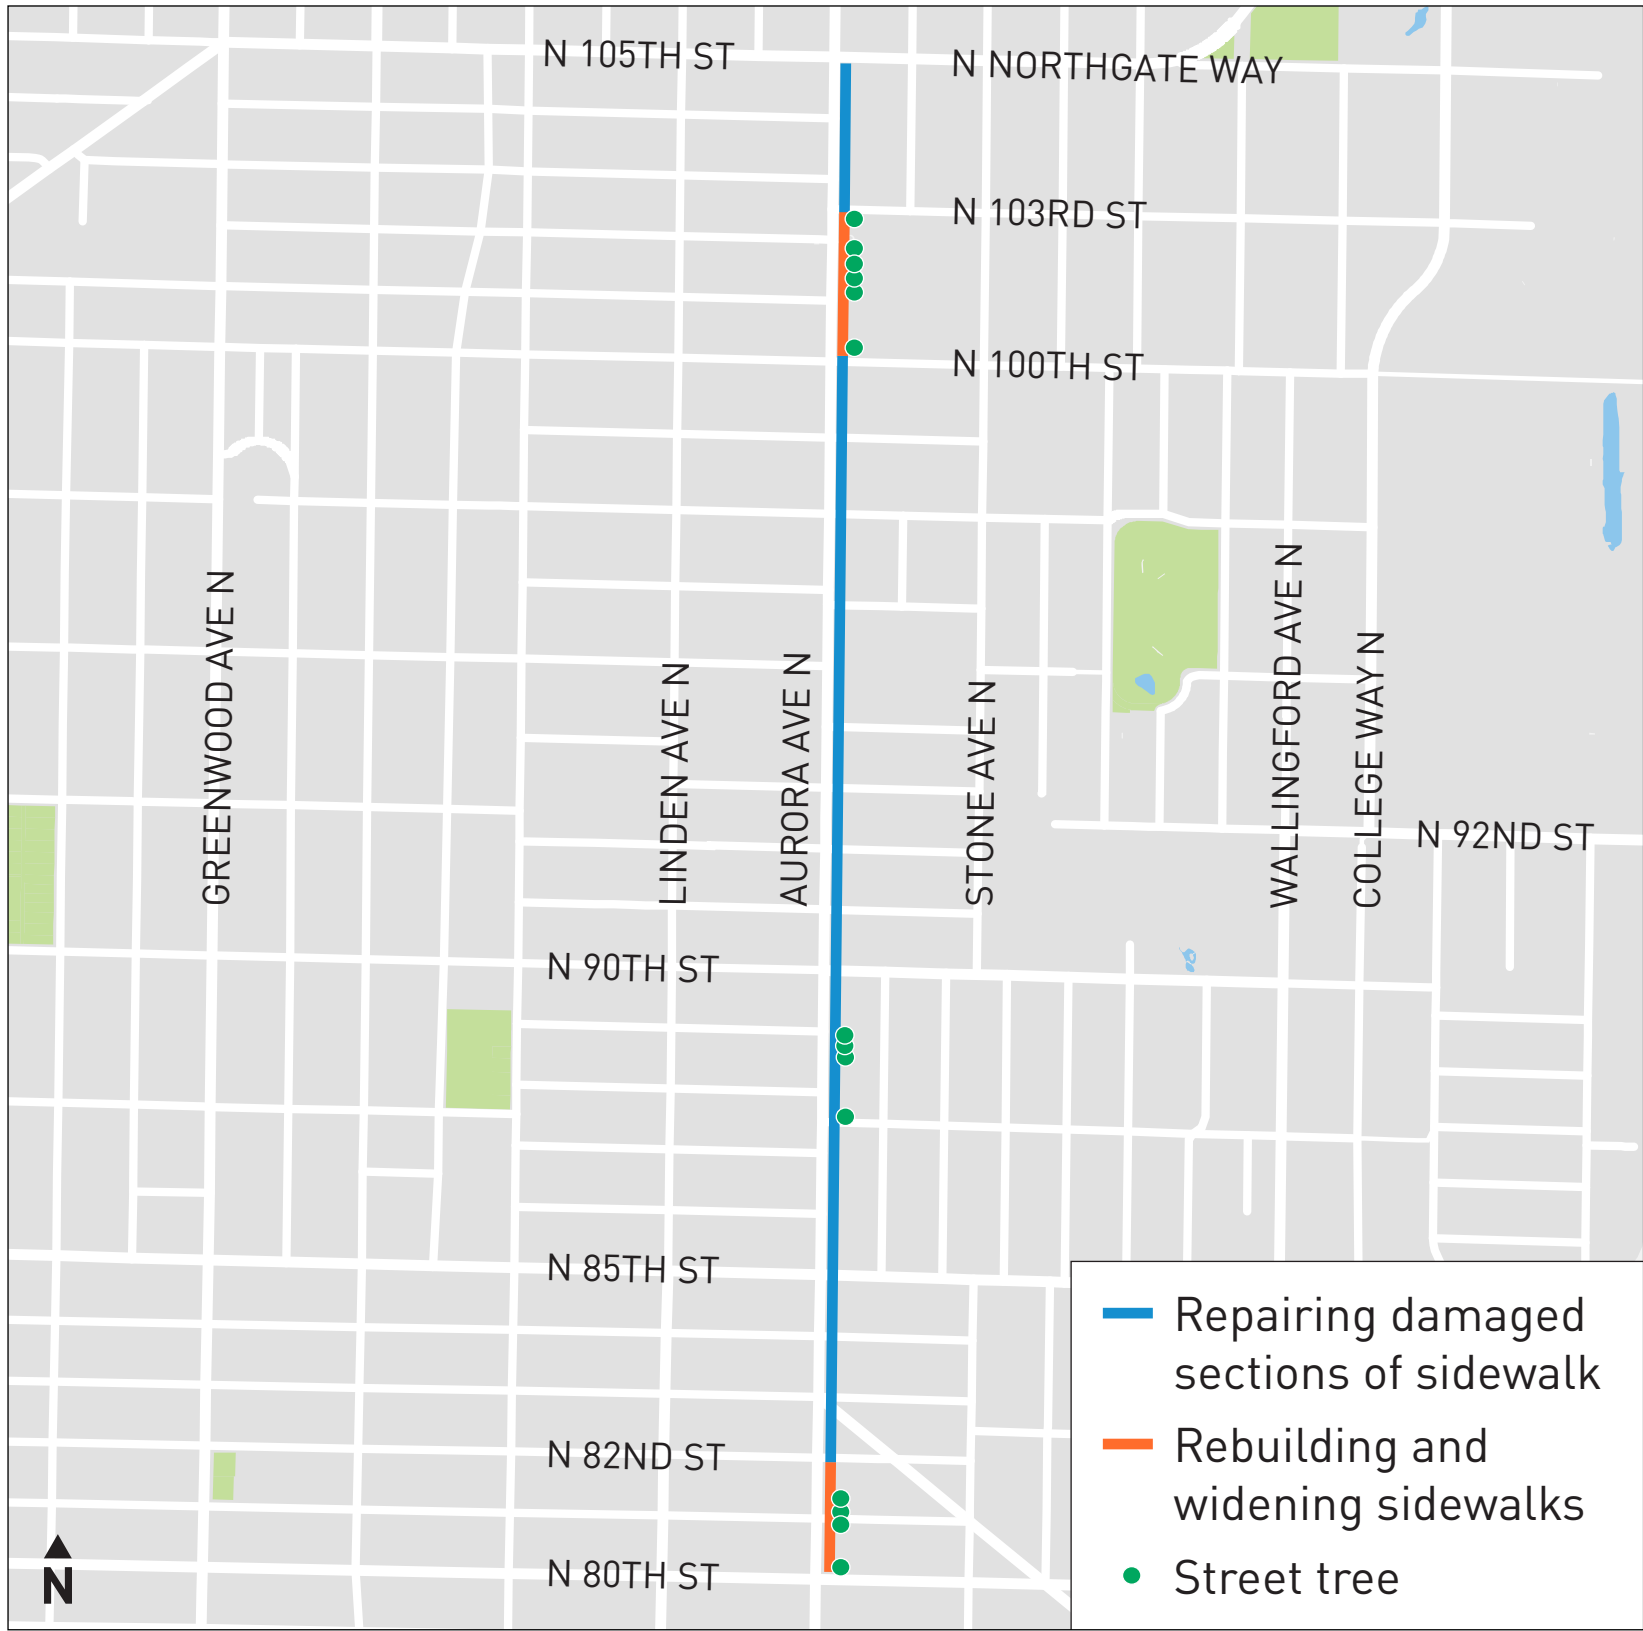 N 105TH ST
N NORTHGATE WAY
N 103RD ST
N 100TH ST
GREENWOOD AVE N
LINDEN AVE N
AURORA AVE N
STONE AVE N
WALLINGFORD AVE N
COLLEGE WAY N
N 92ND ST
N 90TH ST
N 85TH ST
N 82ND ST
N 80TH ST
N
Repairing damaged
sections of sidewalk
Rebuilding and
widening sidewalks
Street tree